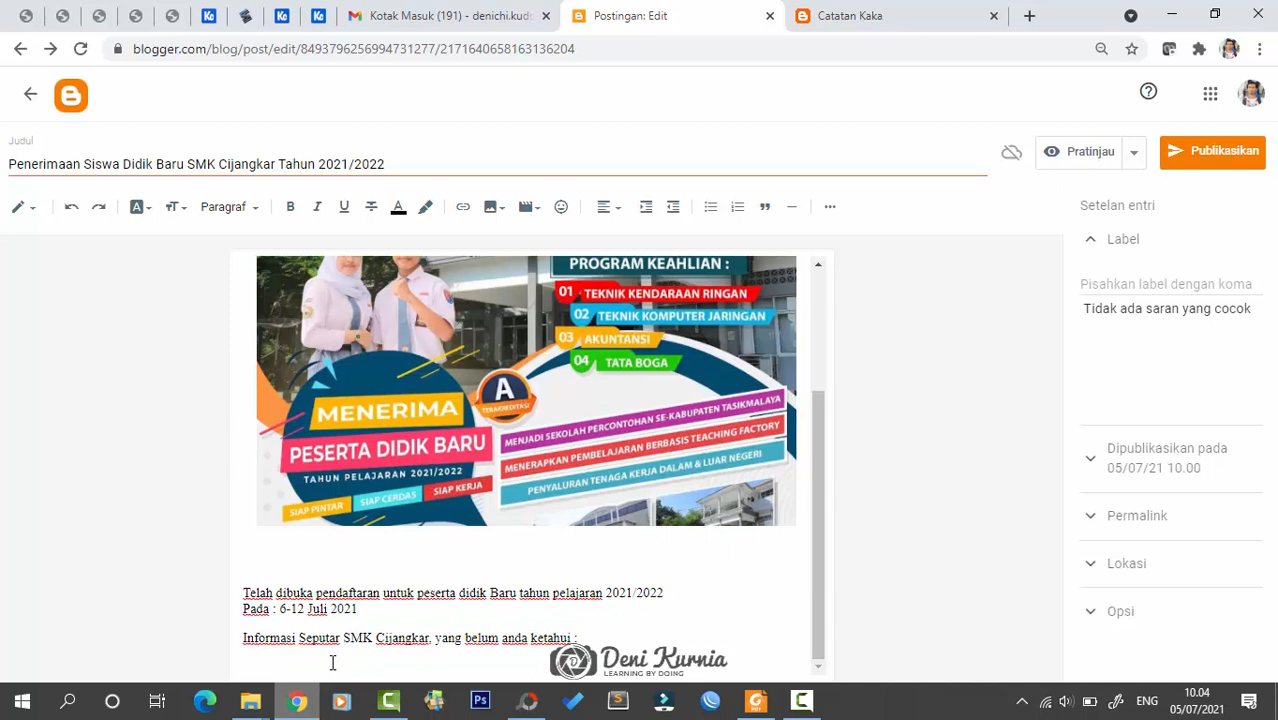 Kotak Masuk (191) - denichi.kudm
Postingan: Edit
Catatan Kaka
blogger.com/blog/post/edit/8493796256994731277/2171640658163136204
Judul
Penerimaan Siswa Didik Baru SMK Cijangkar Tahun 2021/2022
Pratinjau
Publikasikan
Paragraf
Setelan entri
Label
Pisahkan label dengan koma
Tidak ada saran yang cocok
Dipublikasikan pada
05/07/21 10.00
Permalink
Lokasi
Opsi
PROGRAM KEAHLIAN :
01 TEKNIK KENDARAAN RINGAN
02 TEKNIK KOMPUTER JARINGAN
03 AKUNTANSI
04 TATA BOGA
A
TERAKREDITASI
MENERIMA
PESERTA DIDIK BARU
TAHUN PELAJARAN 2021/2022
SIAP PINTAR SIAP CERDAS SIAP KERJA
MENJADI SEKOLAH PERCONTOHAN SE-KABUPATEN TASIKMALAYA
MENERAPKAN PEMBELAJARAN BERBASIS TEACHING FACTORY
PENYALURAN TENAGA KERJA DALAM & LUAR NEGERI
Telah dibuka pendaftaran untuk peserta didik Baru tahun pelajaran 2021/2022
Pada : 6-12 Juli 2021
Informasi Seputar SMK Cijangkar, yang belum anda ketahui :
Deni Kurnia
LEARNING BY DOING
ENG
10.04
05/07/2021